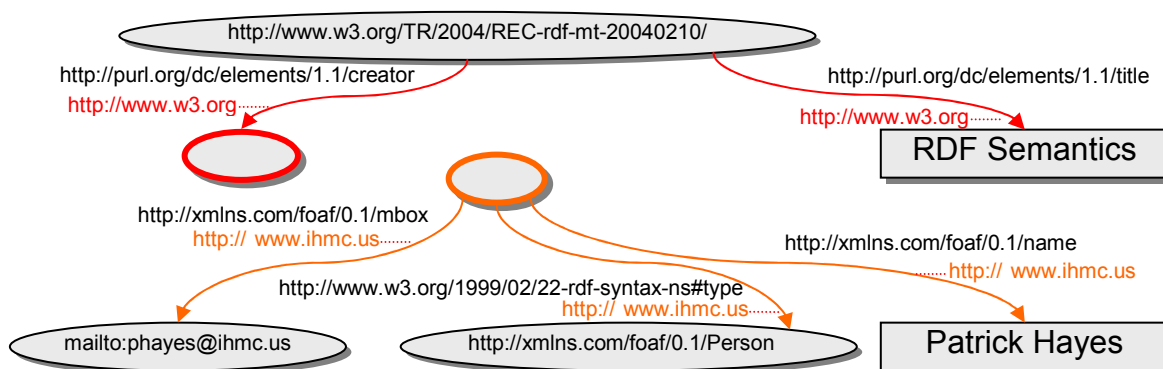 http://www.w3.org/TR/2004/REC-rdf-mt-20040210/
http://purl.org/dc/elements/1.1/creator
http://www.w3.org
http://purl.org/dc/elements/1.1/title
http://www.w3.org
RDF Semantics
http://xmlns.com/foaf/0.1/mbox
http:// www.ihmc.us
http://xmlns.com/foaf/0.1/name
http:// www.ihmc.us
http://www.w3.org/1999/02/22-rdf-syntax-ns#type
http:// www.ihmc.us
mailto:phayes@ihmc.us
http://xmlns.com/foaf/0.1/Person
Patrick Hayes